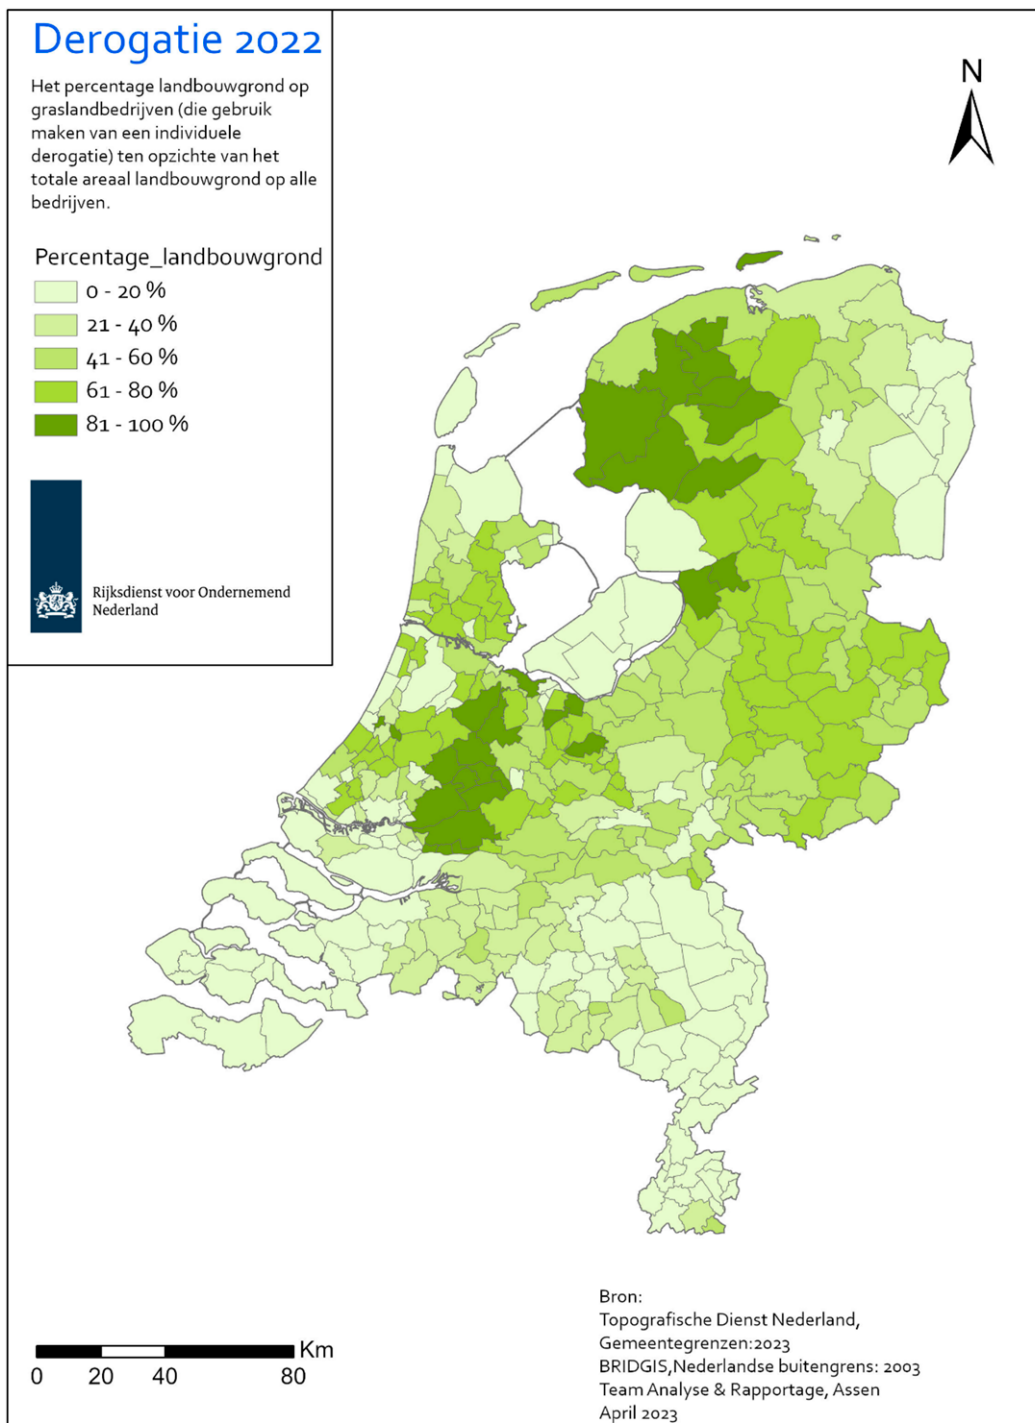 Derogatie 2022
Het percentage landbouwgrond op
graslandbedrijven (die gebruik
maken van een individuele
derogatie) ten opzichte van het
totale areaal landbouwgrond op alle
bedrijven.
Percentage_landbouwgrond
0 - 20 %
21 - 40 %
41 - 60 %
61 - 80 %
81 - 100 %
Rijksdienst voor Ondernemend
Nederland
N
Km
0 20 40 80
Bron:
Topografische Dienst Nederland,
Gemeentegrenzen:2023
BRIDGIS,Nederlandse buitengrens: 2003
Team Analyse & Rapportage, Assen
April 2023